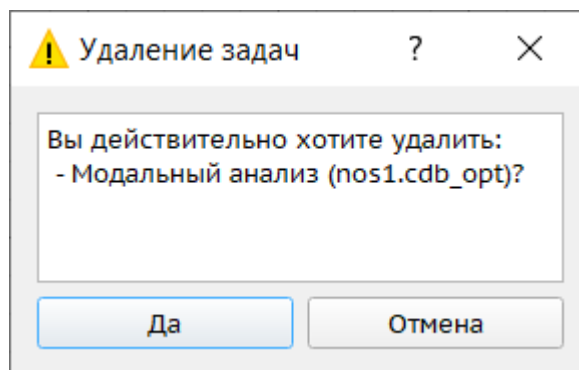 Удаление задач ?
Вы действительно хотите удалить:
- Модальный анализ (nos1.cdb_opt)?
Да Отмена